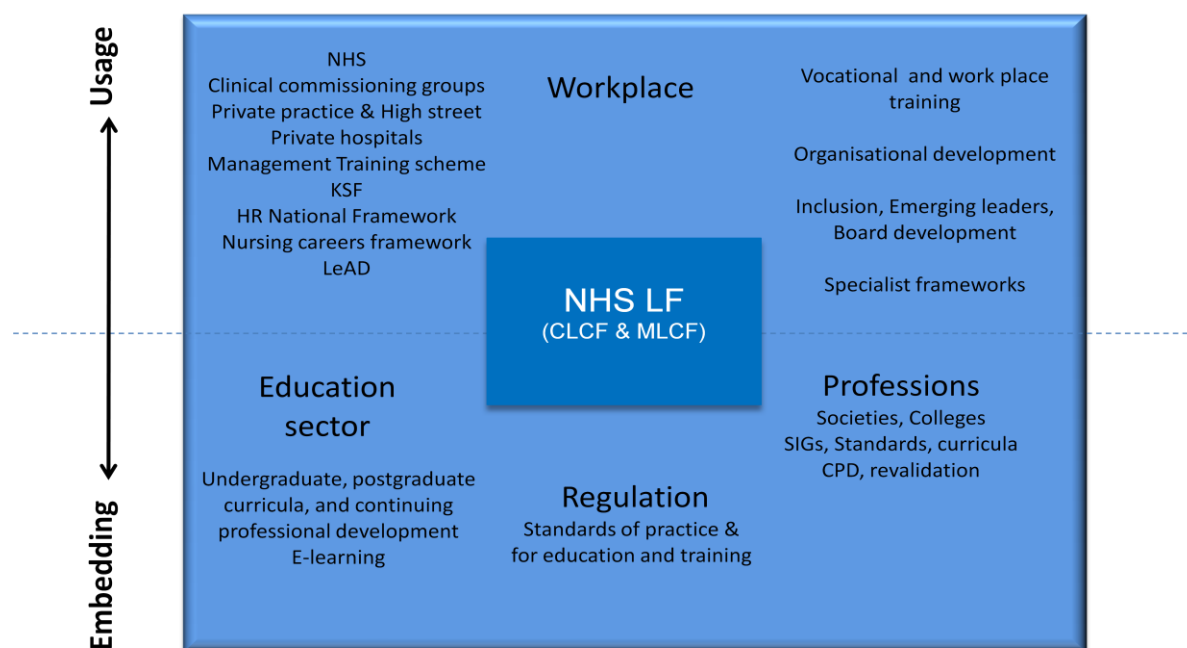 Usage
Embedding
NHS
Clinical commissioning groups
Private practice & High street
Private hospitals
Management Training scheme
KSF
HR National Framework
Nursing careers framework
LeAD
Workplace
Vocational and work place
training
Organisational development
Inclusion, Emerging leaders,
Board development
Specialist frameworks
NHS LF
(CLCF & MLCF)
Education
sector
Undergraduate, postgraduate
curricula, and continuing
professional development
E-learning
Regulation
Standards of practice &
for education and training
Professions
Societies, Colleges
SIGs, Standards, curricula
CPD, revalidation